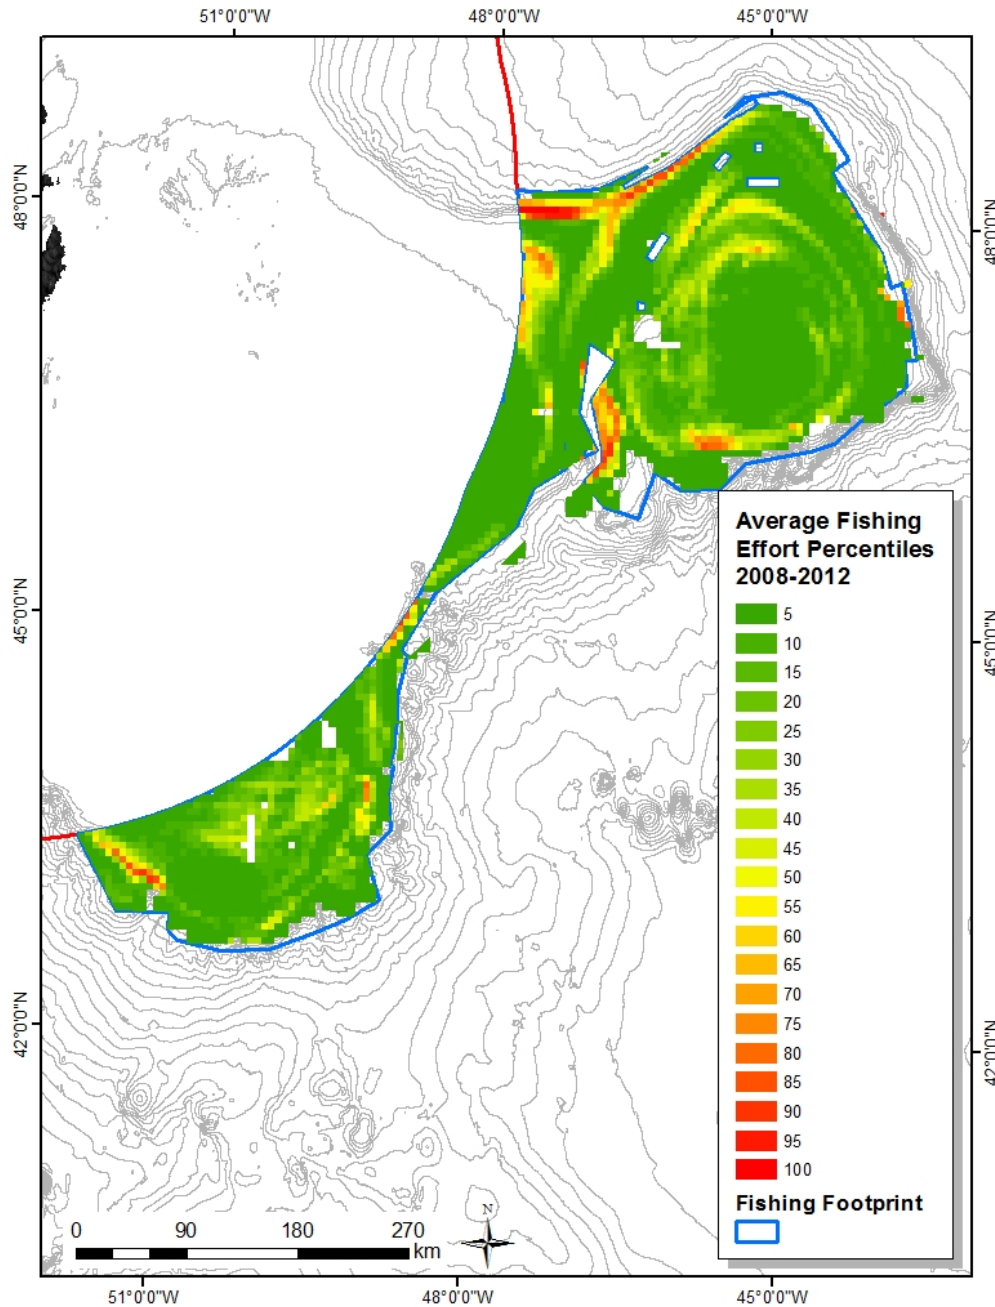 51°0'0"W 48°0'0"W 45°0'0"W
48°0'0"N
48°0'0"N
45°0'0"N
45°0'0"N
42°0'0"N
42°0'0"N
Average Fishing
Effort Percentiles
2008-2012
5
10
15
20
25
30
35
40
45
50
55
60
65
70
75
80
85
90
95
100
Fishing Footprint
0 90 180 270
km
N
51°0'0"W 48°0'0"W 45°0'0"W